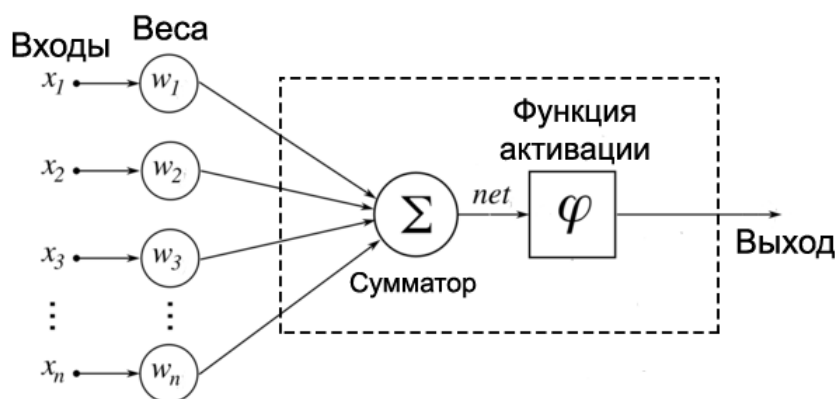 Входы
Веса
x1
w1
x2
w2
x3
w3
⋮
⋮
xn
wn
Σ
Сумматор
net
Функция
активации
φ
Выход